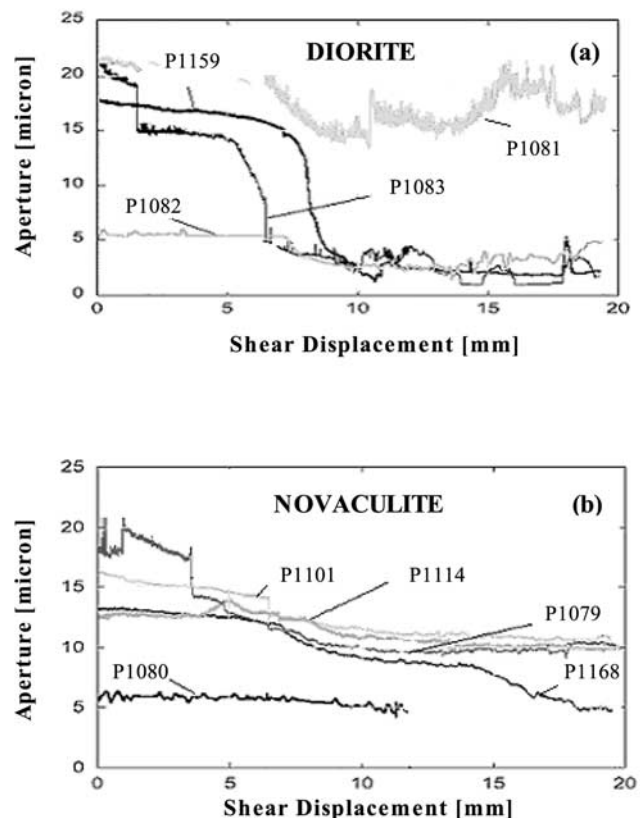 25
DIORITE (a)
P1159
20
P1081
15
Aperture [micron]
P1083
10
P1082
5
0
0 5 10 15 20
Shear Displacement [mm]
25
NOVACULITE (b)
20
P1101
P1114
15
Aperture [micron]
P1079
10
P1080
P1168
5
0
0 5 10 15 20
Shear Displacement [mm]